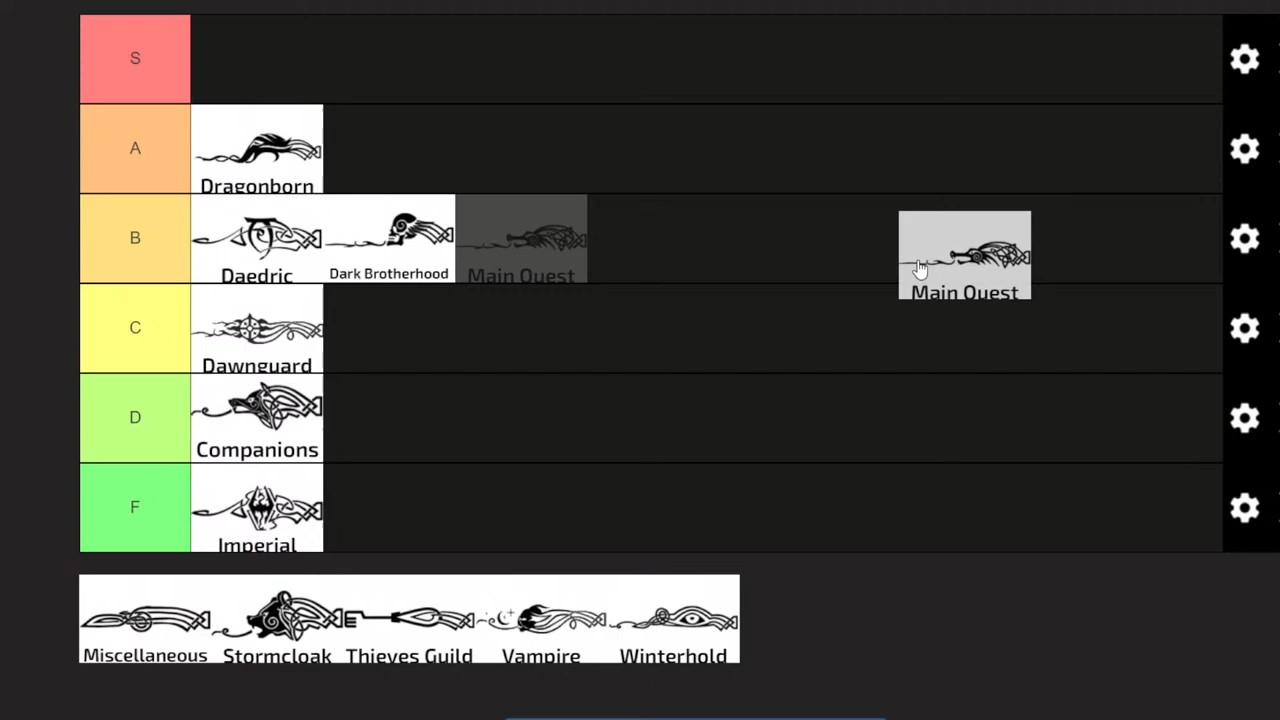 S
A
Dragonborn
B
Daedric
Dark Brotherhood
Main Quest
Main Quest
C
Dawnguard
D
Companions
F
Imperial
Miscellaneous
Stormcloak
Thieves Guild
Vampire
Winterhold